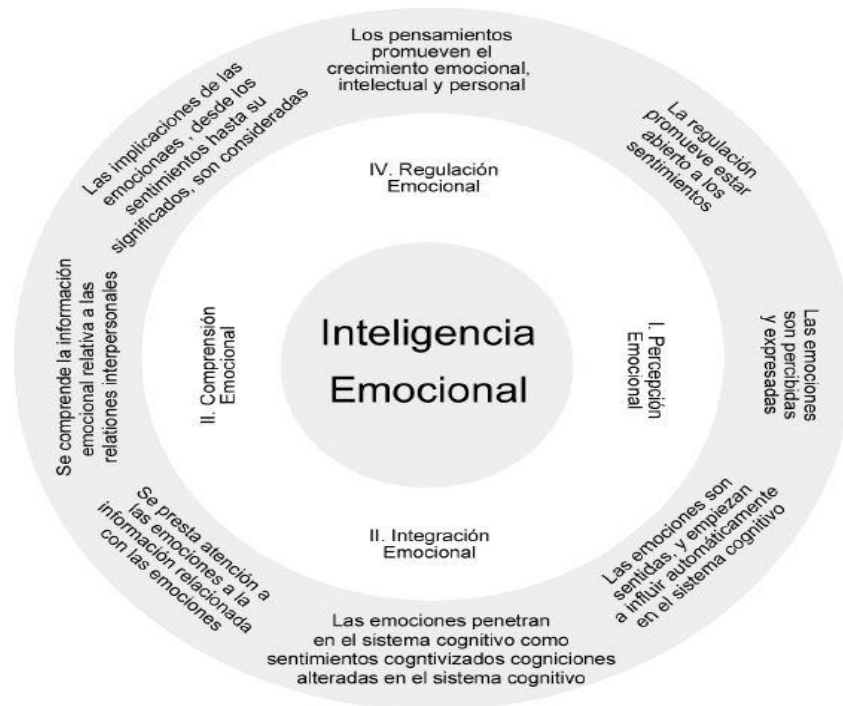 Los pensamientos
promueven el
crecimiento emocional,
intelectual y personal
La regulación
promueve estar
abierto a los
sentimientos
Las emociones
son percibidas
y expresadas
Las emociones son
sentidas, y empiezan
a influir automáticamente
en el sistema cognitivo
Las emociones penetran
en el sistema cognitivo como
sentimientos cogntivizados cogniciones
alteradas en el sistema cognitivo
Se presta atención a
las emociones a la
información relacionada
con las emociones
Se comprende la información
emocional relativa a las
relationes interpersonales
Las implicaciones de las
emocionaes , desde los
sentimientos hasta su
significados, son consideradas
IV. Regulación
Emocional
I. Percepción
Emocional
II. Integración
Emocional
II. Comprensión
Emocional
Inteligencia
Emocional